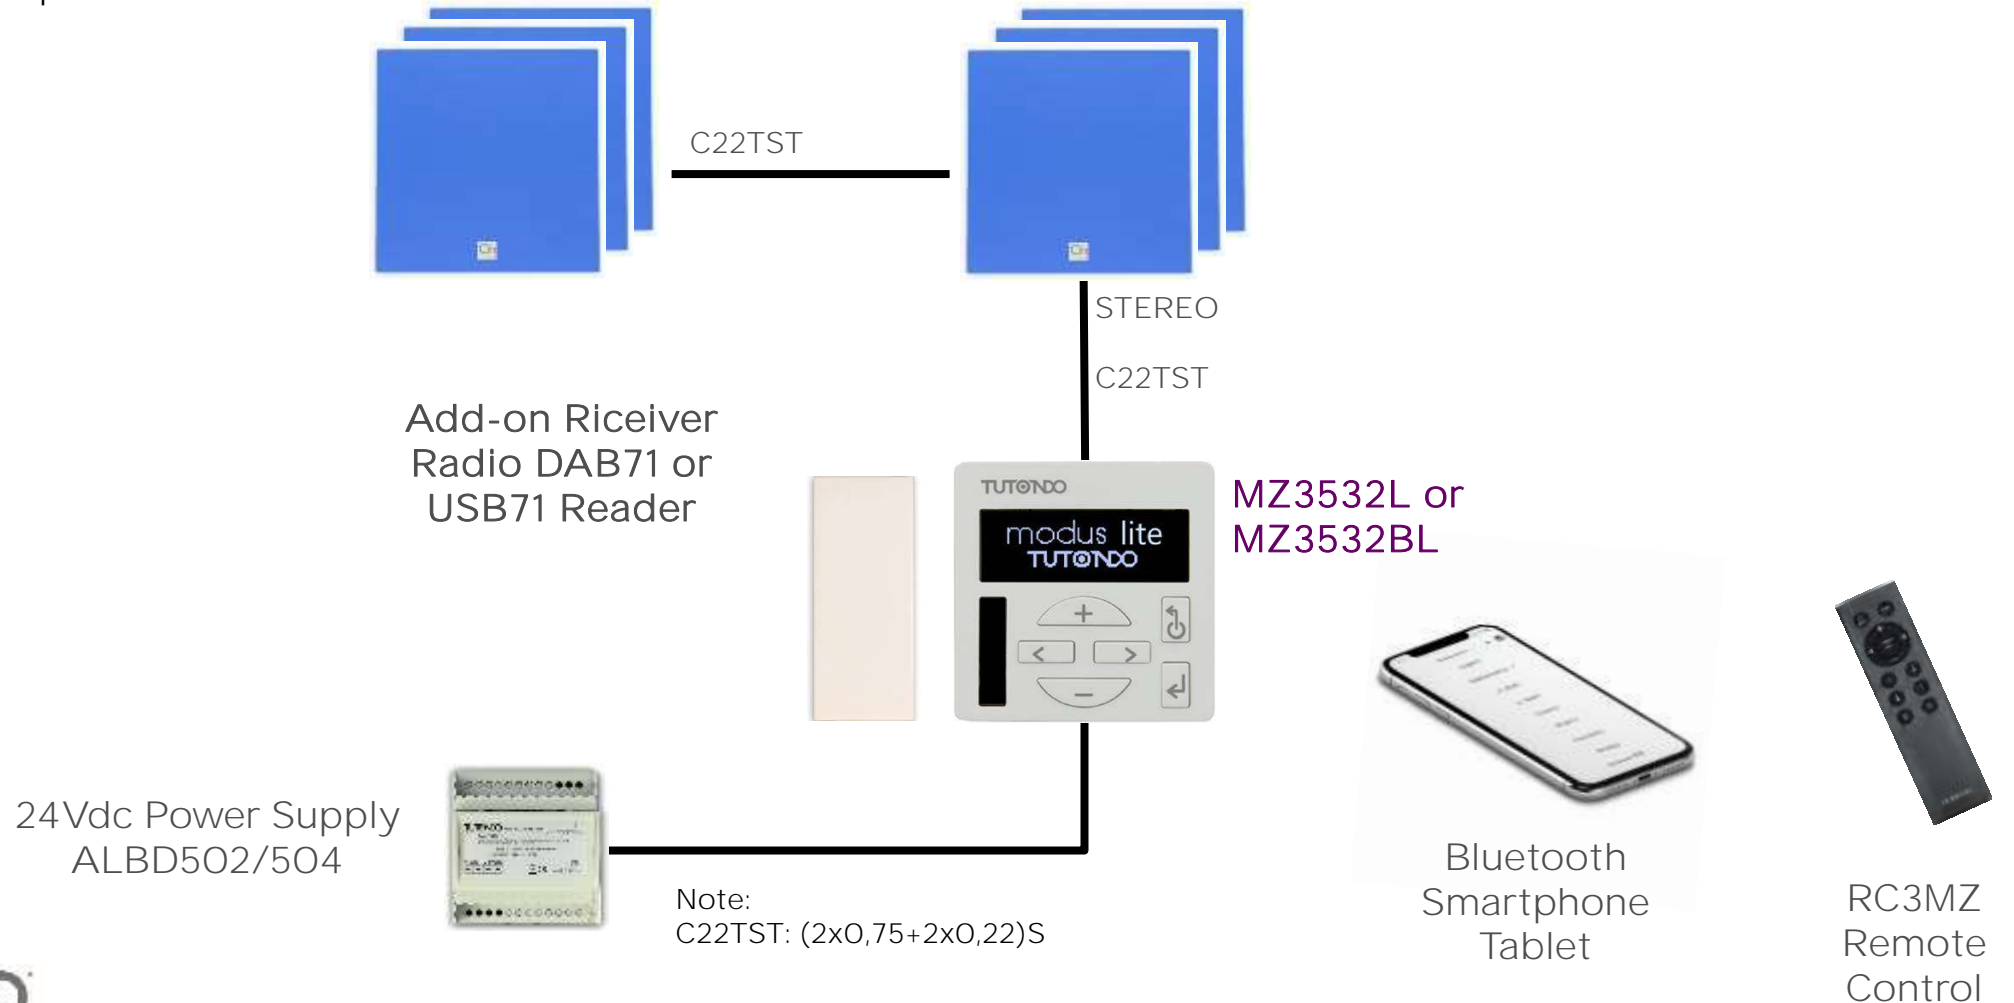 C22TST
STEREO
C22TST
Add-on Riceiver
Radio DAB71 or
USB71 Reader
TUTONDO
modus lite
TUTONDO
MZ3532L or
MZ3532BL
24Vdc Power Supply
ALBD502/504
TUTONDO
Note:
C22TST: (2x0,75+2x0,22)S
Bluetooth
Smartphone
Tablet
RC3MZ
Remote
Control